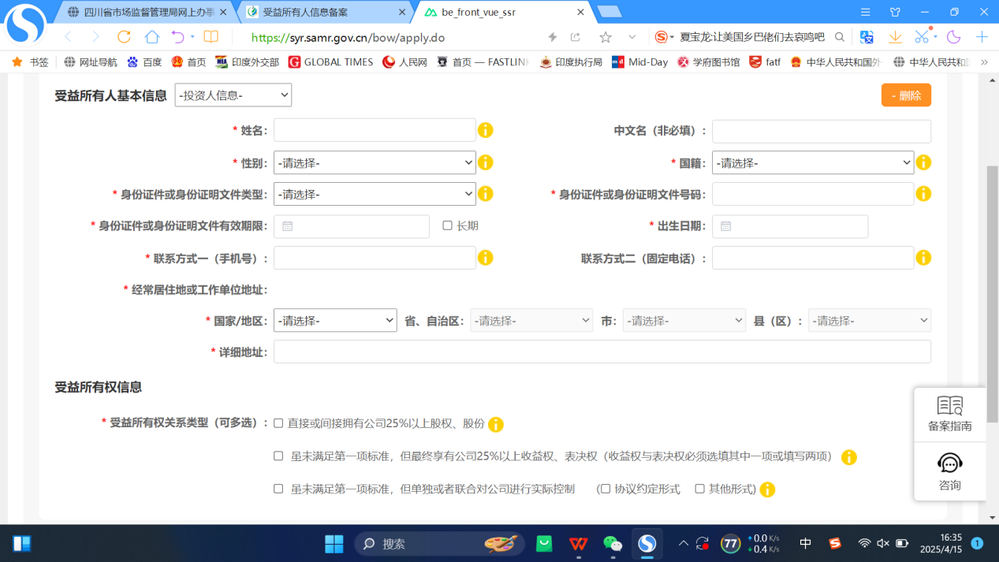 四川省市场监督管理局网上办事
受益所有人信息备案
be_front_vue_ssr
https://syr.samr.gov.cn/bow/apply.do
夏宝龙:让美国乡巴佬们去哀鸣吧
书签 网址导航 百度 首页 印度外交部 GLOBAL TIMES 人民网 首页 — FASTLIN 印度执行局 Mid-Day 学府图书馆 fatf 中华人民共和国外 中华人民共和国
受益所有人基本信息 -投资人信息- - 删除
* 姓名: 中文名（非必填）:
* 性别: -请选择- * 国籍: -请选择-
* 身份证件或身份证明文件类型: -请选择- * 身份证件或身份证明文件号码:
* 身份证件或身份证明文件有效期限: 长期 * 出生日期:
* 联系方式一（手机号）: 联系方式二（固定电话）:
* 经常居住地或工作单位地址:
* 国家/地区: -请选择- 省、自治区: -请选择- 市: -请选择- 县（区）: -请选择-
* 详细地址:
受益所有权信息
* 受益所有权关系类型（可多选）: 直接或间接拥有公司25%以上股权、股份
虽未满足第一项标准，但最终享有公司25%以上收益权、表决权（收益权与表决权必须选填其中一项或填写两项）
虽未满足第一项标准，但单独或者联合对公司进行实际控制 (协议约定形式 其他形式)
备案指南
咨询
搜索
77
↑ 0.0 K/s
↓ 0.4 K/s
中
16:35
2025/4/15
1